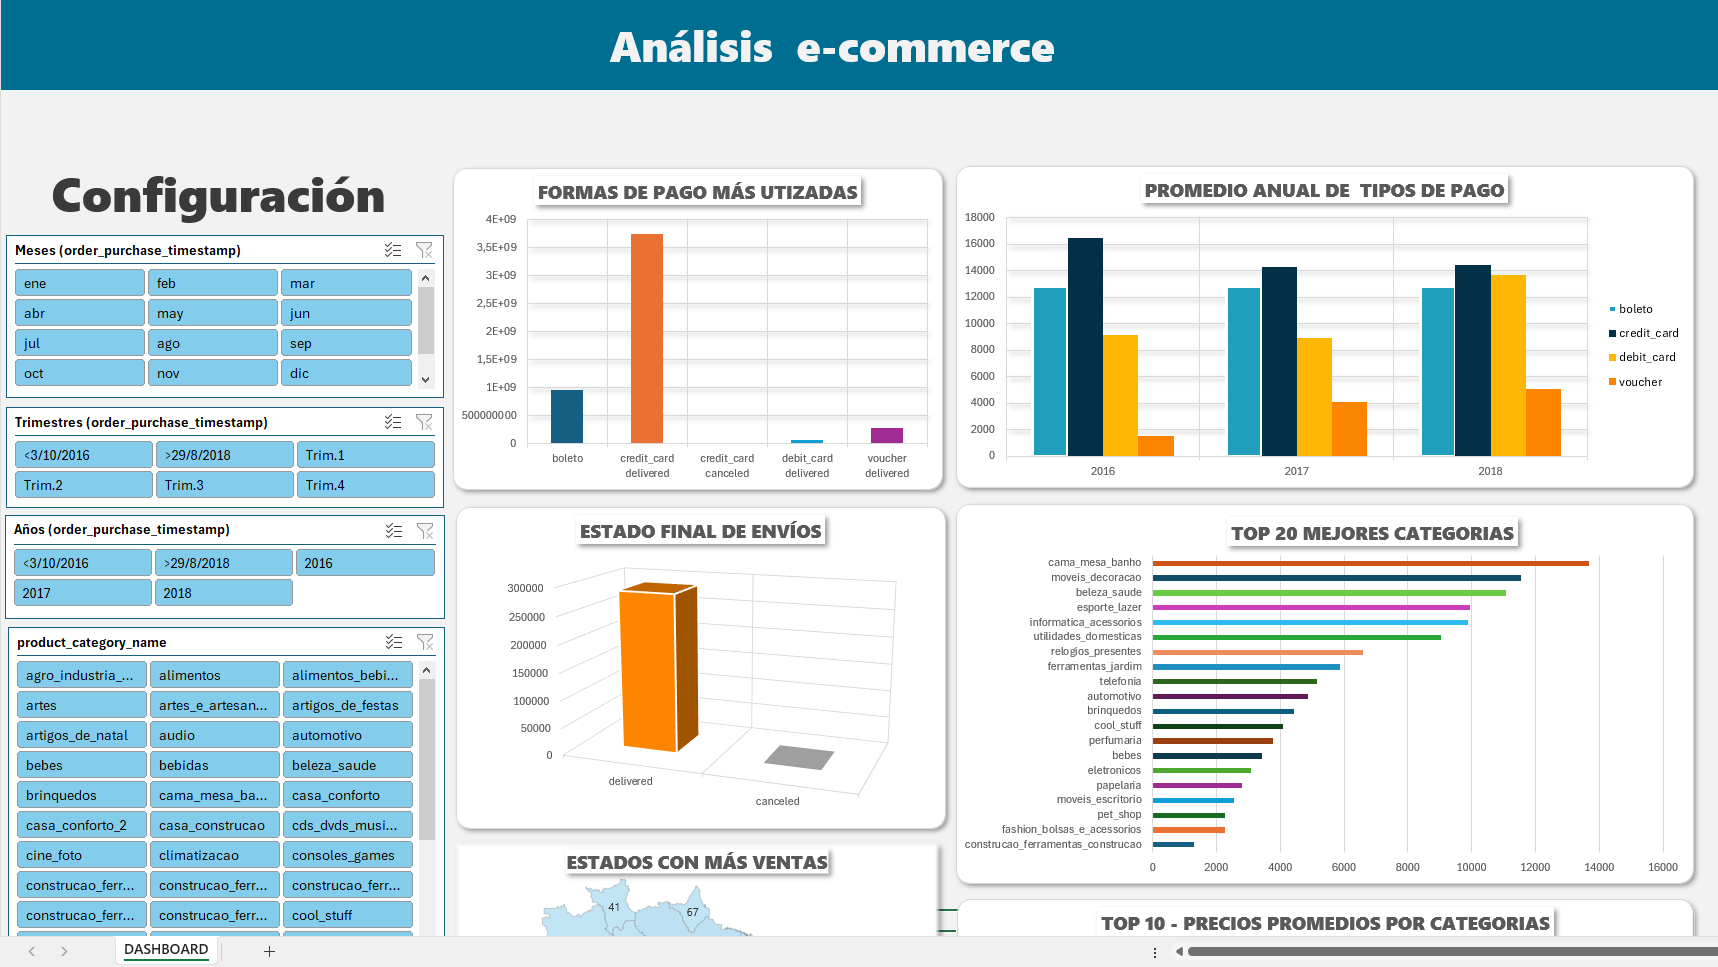 Análisis  e-commerce
Configuración
Meses (order_purchase_timestamp)
ene
feb
mar
abr
may
jun
jul
ago
sep
oct
nov
dic
Trimestres (order_purchase_timestamp)
<3/10/2016
>29/8/2018
Trim.1
Trim.2
Trim.3
Trim.4
Años (order_purchase_timestamp)
<3/10/2016
>29/8/2018
2016
2017
2018
product_category_name
agro_industria_...
alimentos
alimentos_bebi...
artes
artes_e_artesan...
artigos_de_festas
artigos_de_natal
audio
automotivo
bebes
bebidas
beleza_saude
brinquedos
cama_mesa_ba...
casa_conforto
casa_conforto_2
casa_construcao
cds_dvds_musi...
cine_foto
climatizacao
consoles_games
construcao_ferr...
construcao_ferr...
construcao_ferr...
construcao_ferr...
construcao_ferr...
cool_stuff
FORMAS DE PAGO MÁS UTIZADAS
4E+09
3,5E+09
3E+09
2,5E+09
2E+09
1,5E+09
1E+09
500000000
0
boleto
credit_card
delivered
credit_card
canceled
debit_card
delivered
voucher
delivered
PROMEDIO ANUAL DE  TIPOS DE PAGO
18000
16000
14000
12000
10000
8000
6000
4000
2000
0
2016
2017
2018
boleto
credit_card
debit_card
voucher
ESTADO FINAL DE ENVÍOS
300000
250000
200000
150000
100000
50000
0
delivered
canceled
TOP 20 MEJORES CATEGORIAS
cama_mesa_banho
moveis_decoracao
beleza_saude
esporte_lazer
informatica_acessorios
utilidades_domesticas
relogios_presentes
ferramentas_jardim
telefonia
automotivo
brinquedos
cool_stuff
perfumaria
bebes
eletronicos
papelaria
moveis_escritorio
pet_shop
fashion_bolsas_e_acessorios
construcao_ferramentas_construcao
0
2000
4000
6000
8000
10000
12000
14000
16000
ESTADOS CON MÁS VENTAS
41
67
TOP 10 - PRECIOS PROMEDIOS POR CATEGORIAS
DASHBOARD